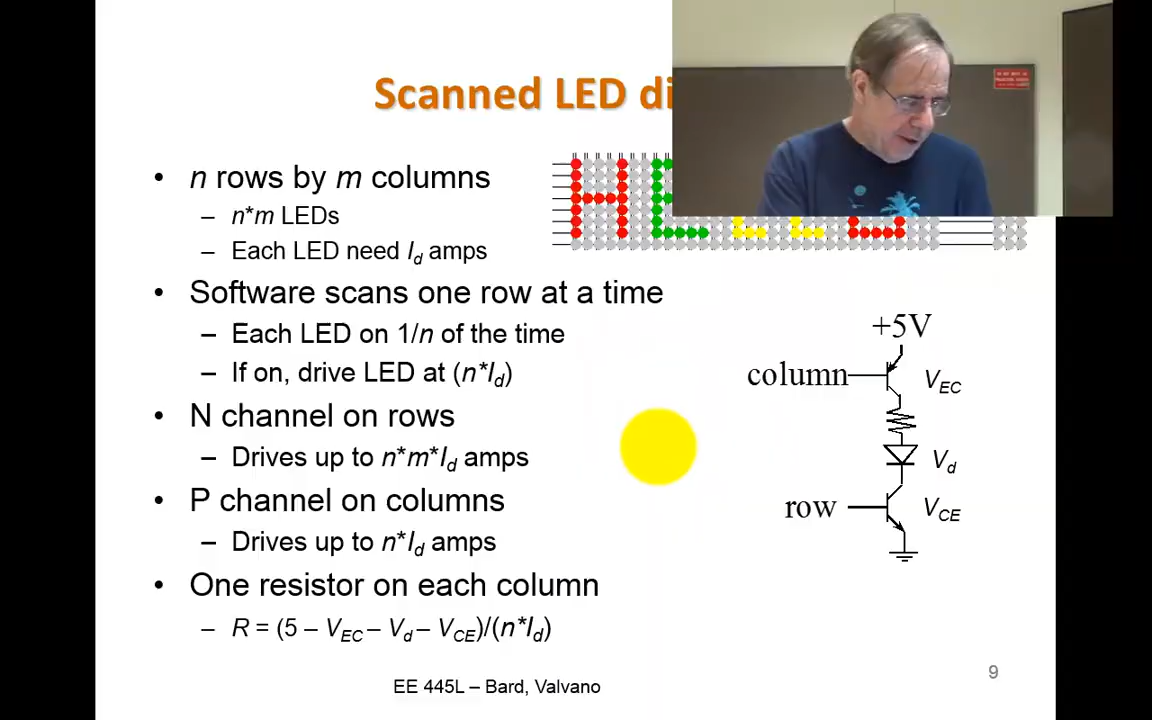 Scanned LED di
• n rows by m columns
– n*m LEDs
– Each LED need Id amps
• Software scans one row at a time
– Each LED on 1/n of the time
– If on, drive LED at (n*Id)
• N channel on rows
– Drives up to n*m*Id amps
• P channel on columns
– Drives up to n*Id amps
• One resistor on each column
– R = (5 – VEC – Vd – VCE)/(n*Id)
+5V
column
VEC
Vd
row
VCE
EE 445L – Bard, Valvano
9